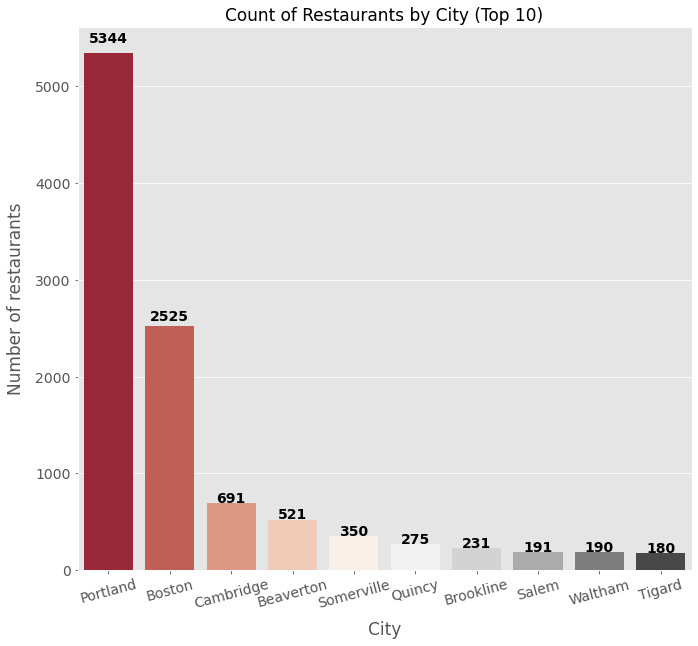 Count of Restaurants by City (Top 10)
Number of restaurants
5000
4000
3000
2000
1000
0
5344
2525
691
521
350
275
231
191
190
180
Portland
Boston
Cambridge
Beaverton
Somerville
Quincy
Brookline
Salem
Waltham
Tigard
City